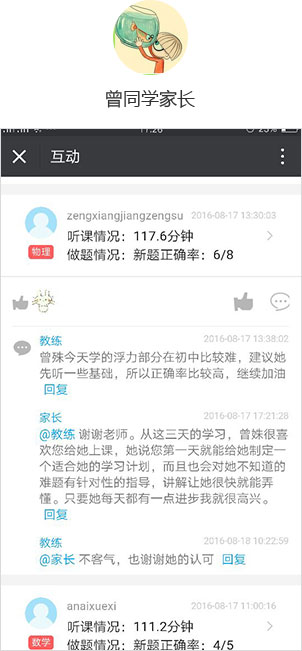 曾同学家长
互动
zengxiangjiangzengsu 2016-08-17 13:30:03
听课情况：117.6分钟
物理
做题情况：新题正确率：6/8
教练 2016-08-17 13:38:02
曾姝今天学的浮力部分在初中比较难，建议她
先听一些基础，所以正确率比较高，继续加油
回复
家长 2016-08-17 17:21:28
@教练 谢谢老师。从这三天的学习，曾姝很喜
欢您给她上课，她说您第一天就能给她制定一
个适合她的学习计划，而且也会对她不知道的
难题有针对性的指导，讲解让她很快就能弄
懂。只要她每天都有一点进步我就很高兴。
回复
教练 2016-08-18 10:22:59
@家长 不客气，也谢谢她的认可 回复
anaixuexi 2016-08-17 11:00:16
听课情况：111.2分钟
数学
做题情况：新题正确率：4/5